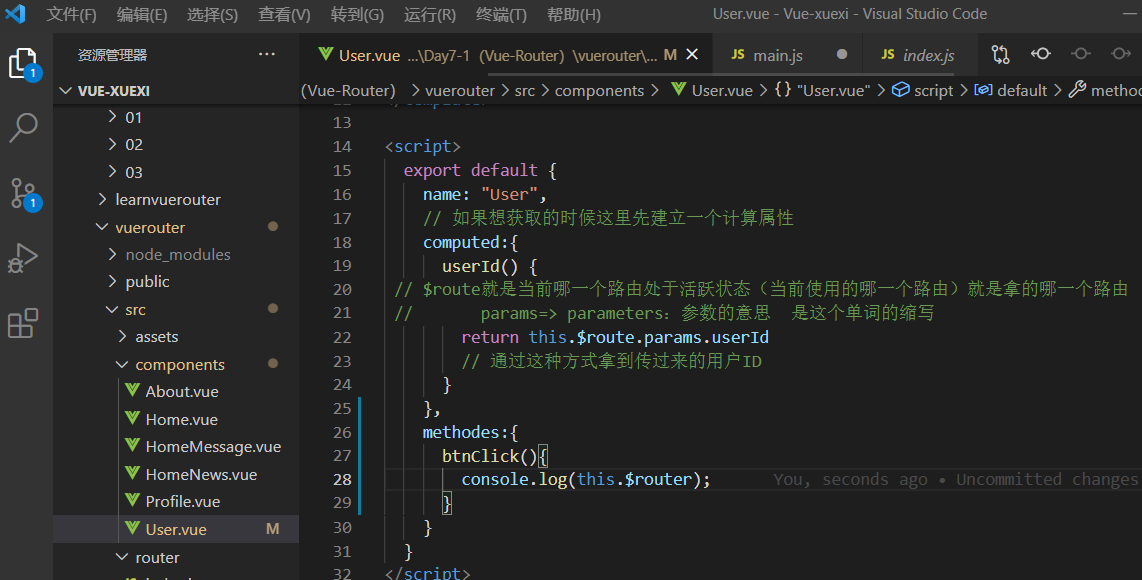 文件(F) 编辑(E) 选择(S) 查看(V) 转到(G) 运行(R) 终端(T) 帮助(H) User.vue - Vue-xuexi - Visual Studio Code
资源管理器 ···
User.vue ...\Day7-1 (Vue-Router) \vuerouter\... M
JS main.js
JS index.js
1
VUE-XUEXI
(Vue-Router) > vuerouter > src > components > User.vue > {} "User.vue" > script > default >
01
02
03
learnvuerouter
vuerouter
node_modules
public
src
assets
components
About.vue
Home.vue
HomeMessage.vue
HomeNews.vue
Profile.vue
User.vue M
router
1
13
14 <script>
15 export default {
16 name: "User",
17 // 如果想获取的时候这里先建立一个计算属性
18 computed:{
19 userId() {
20 // $route就是当前哪一个路由处于活跃状态（当前使用的哪一个路由）就是拿的哪一个路由
21 // params=> parameters：参数的意思 是这个单词的缩写
22 return this.$route.params.userId
23 // 通过这种方式拿到传过来的用户ID
24 }
25 },
26 methodes:{
27 btnClick(){
28 console.log(this.$router); You, seconds ago • Uncommitted changes
29 }
30 }
31 }
32 </script>